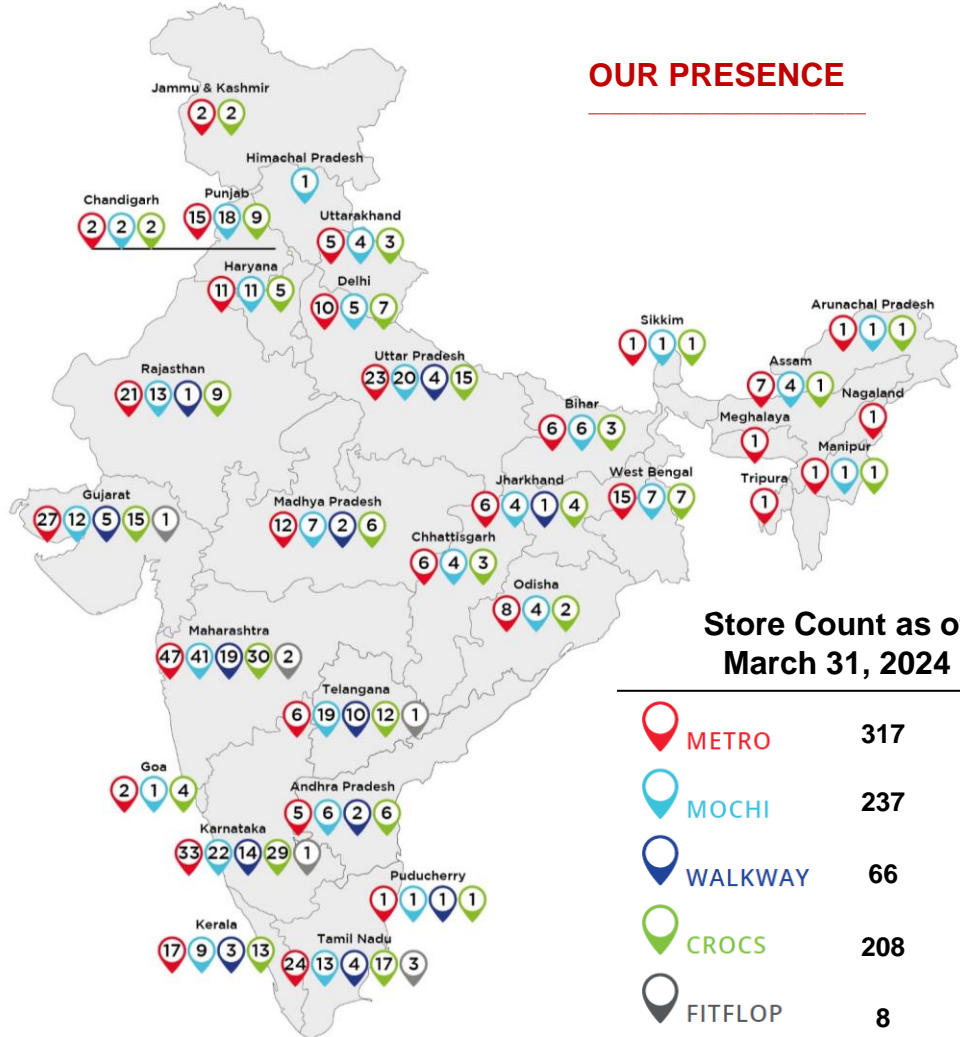 OUR PRESENCE
Jammu & Kashmir
2 2
Himachal Pradesh
1
Chandigarh
2 2 2
Punjab
15 18 9
Uttarakhand
5 4 3
Haryana
11 11 5
Delhi
10 5 7
Sikkim
1 1 1
Arunachal Pradesh
1 1 1
Rajasthan
21 13 1 9
Uttar Pradesh
23 20 4 15
Assam
7 4 1
Nagaland
1
Bihar
6 6 3
Meghalaya
1
Manipur
1 1 1
Tripura
1
Gujarat
27 12 5 15 1
Madhya Pradesh
12 7 2 6
Jharkhand
6 4 1 4
West Bengal
15 7 7
Chhattisgarh
6 4 3
Odisha
8 4 2
Maharashtra
47 41 19 30 2
Telangana
6 19 10 12 1
Goa
2 1 4
Andhra Pradesh
5 6 2 6
Karnataka
33 22 14 29 1
Puducherry
1 1 1 1
Kerala
17 9 3 13
Tamil Nadu
24 13 4 17 3
Store Count as o
March 31, 2024
METRO 317
MOCHI 237
WALKWAY 66
CROCS 208
FITFLOP 8